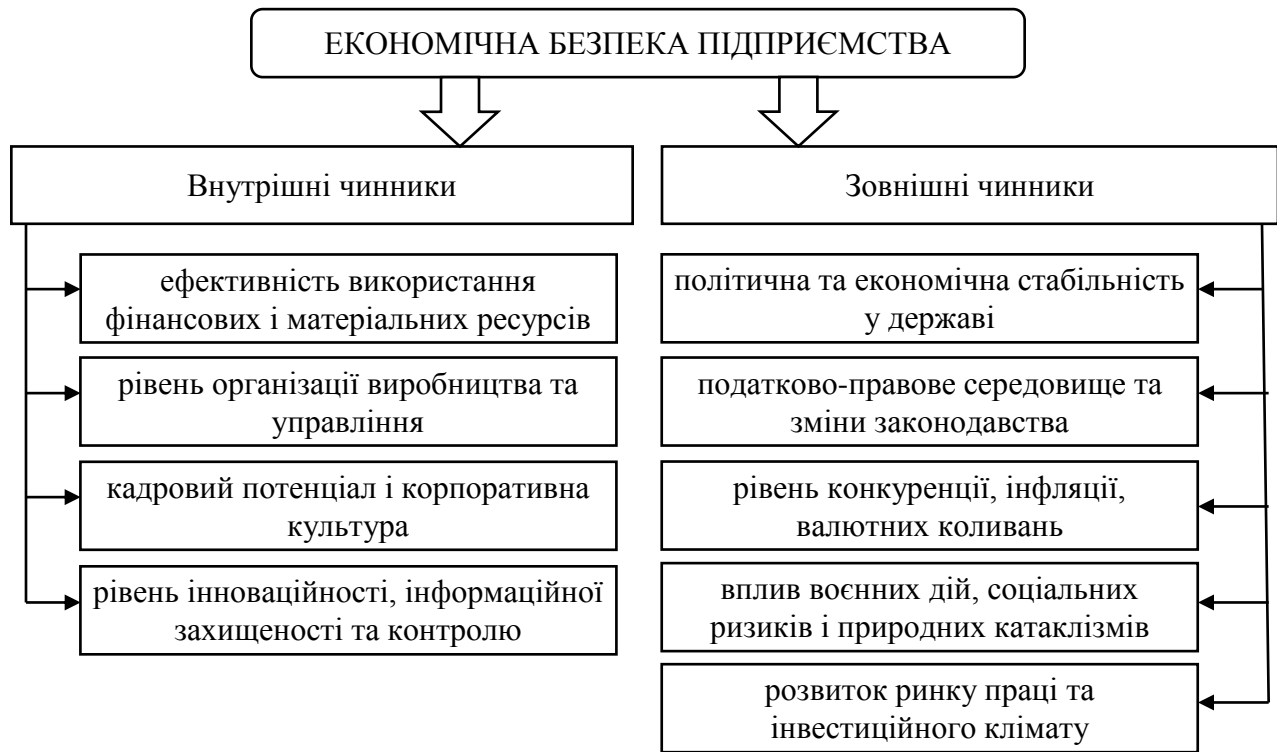 ЕКОНОМІЧНА БЕЗПЕКА ПІДПРИЄМСТВА
Внутрішні чинники
ефективність використання
фінансових і матеріальних ресурсів
рівень організації виробництва та
управління
кадровий потенціал і корпоративна
культура
рівень інноваційності, інформаційної
захищеності та контролю
Зовнішні чинники
політична та економічна стабільність
у державі
податково-правове середовище та
зміни законодавства
рівень конкуренції, інфляції,
валютних коливань
вплив воєнних дій, соціальних
ризиків і природних катаклізмів
розвиток ринку праці та
інвестиційного клімату